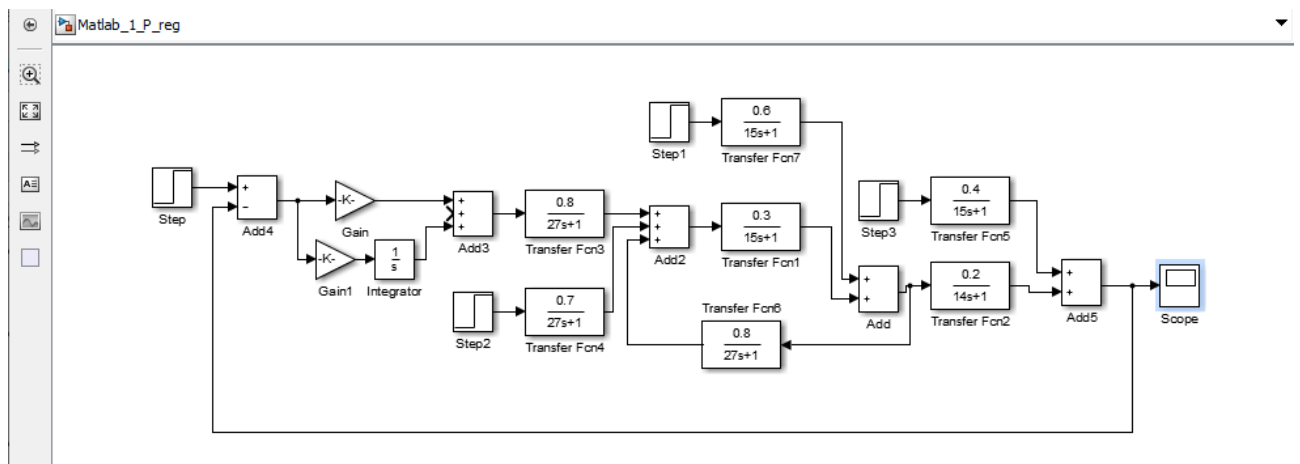 Matlab_1_P_reg
0.6
15s+1
Step1
Transfer Fcn7
Step
+
−
Add4
-K-
Gain
-K-
Gain1
1
s
Integrator
+
+
+
Add3
0.8
27s+1
Transfer Fcn3
+
+
+
Add2
0.3
15s+1
Transfer Fcn1
Step3
0.4
15s+1
Transfer Fcn5
+
+
Add
0.2
14s+1
Transfer Fcn2
+
+
Add5
Scope
Step2
0.7
27s+1
Transfer Fcn4
Transfer Fcn6
0.8
27s+1